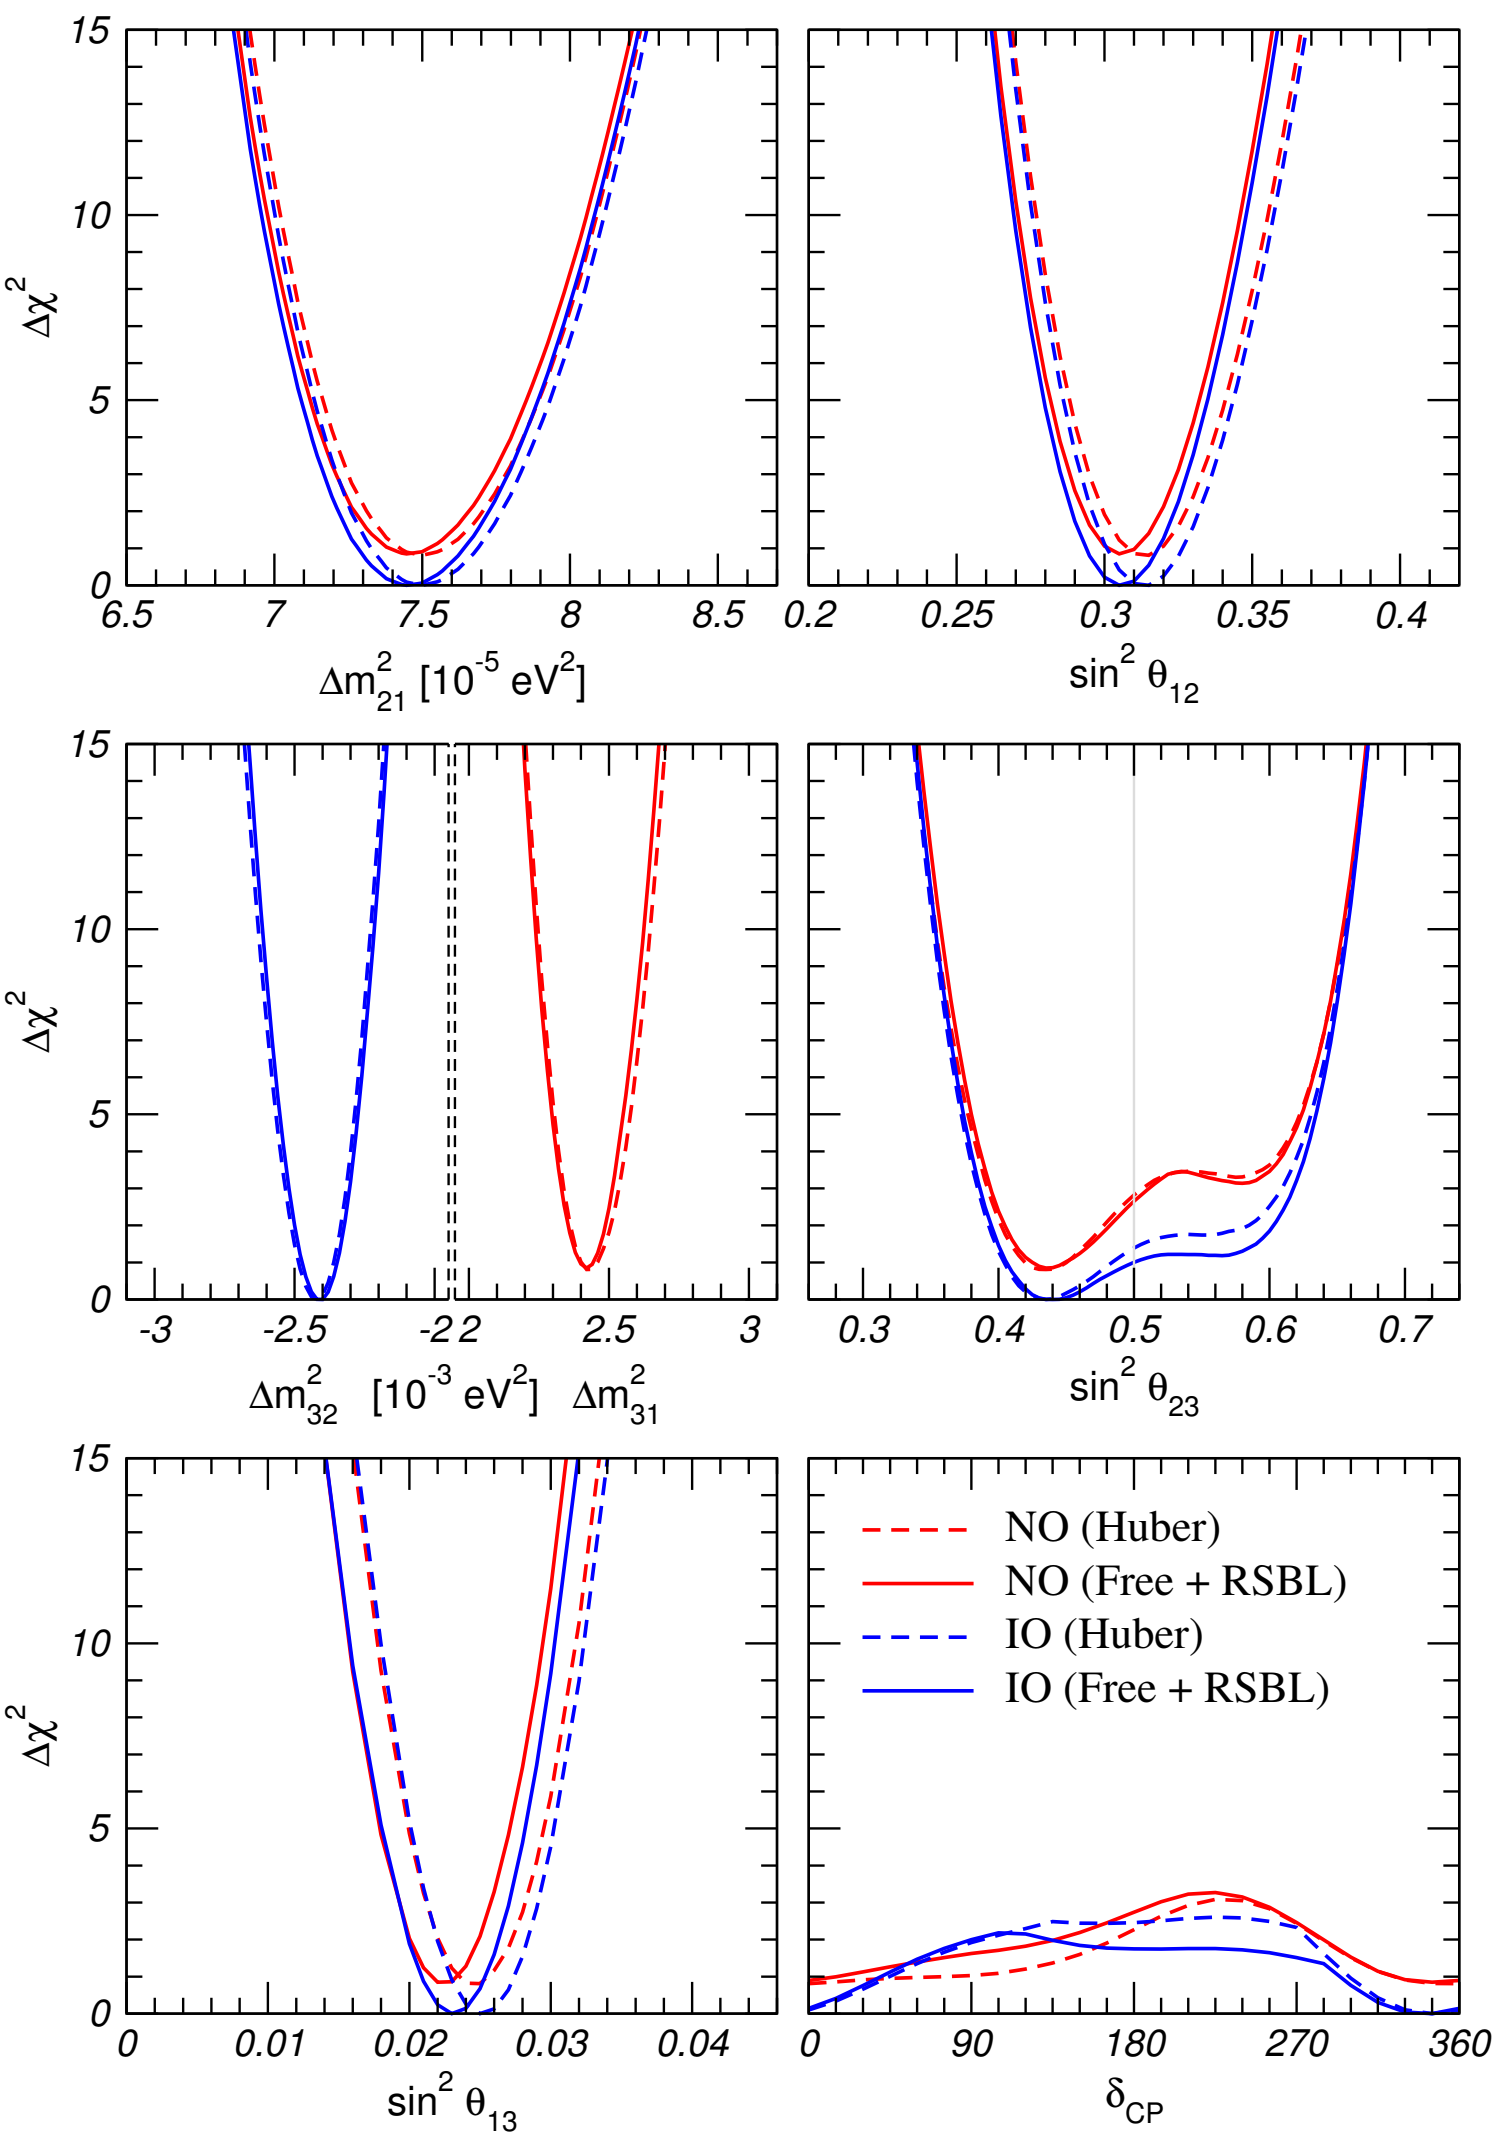 15
10
5
0
Δχ²
6.5 7 7.5 8 8.5
Δm²₂₁ [10⁻⁵ eV²]
0.2 0.25 0.3 0.35 0.4
sin² θ₁₂
15
10
5
0
Δχ²
-3 -2.5 -2 2 2.5 3
Δm²₃₂ [10⁻³ eV²] Δm²₃₁
0.3 0.4 0.5 0.6 0.7
sin² θ₂₃
15
10
5
0
Δχ²
0 0.01 0.02 0.03 0.04
sin² θ₁₃
NO (Huber)
NO (Free + RSBL)
IO (Huber)
IO (Free + RSBL)
0 90 180 270 360
δ_CP